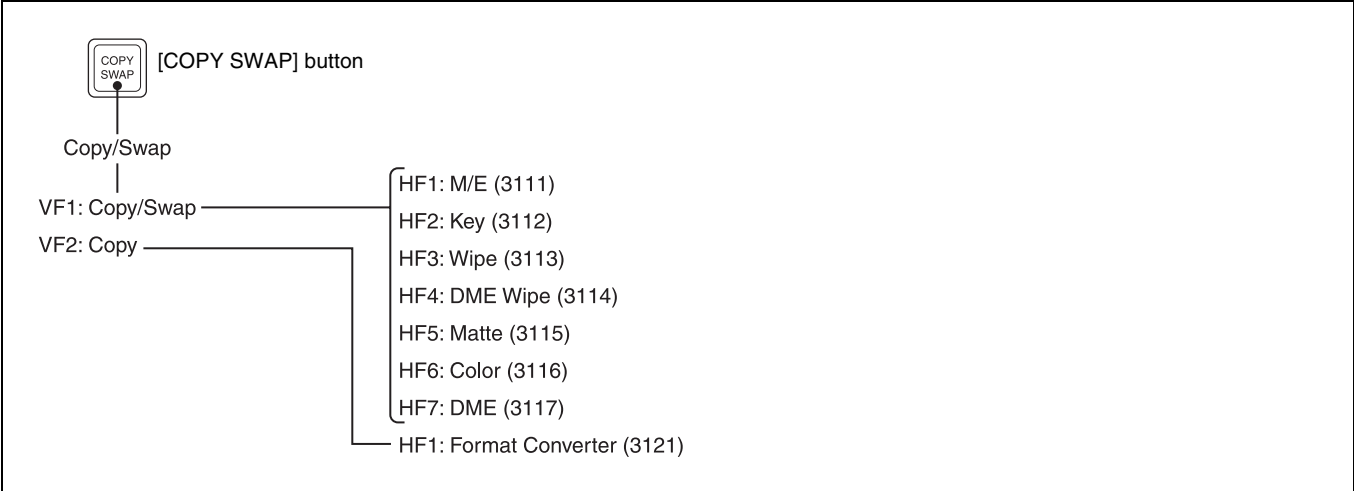 COPY
SWAP
[COPY SWAP] button
Copy/Swap
VF1: Copy/Swap
VF2: Copy
HF1: M/E (3111)
HF2: Key (3112)
HF3: Wipe (3113)
HF4: DME Wipe (3114)
HF5: Matte (3115)
HF6: Color (3116)
HF7: DME (3117)
HF1: Format Converter (3121)